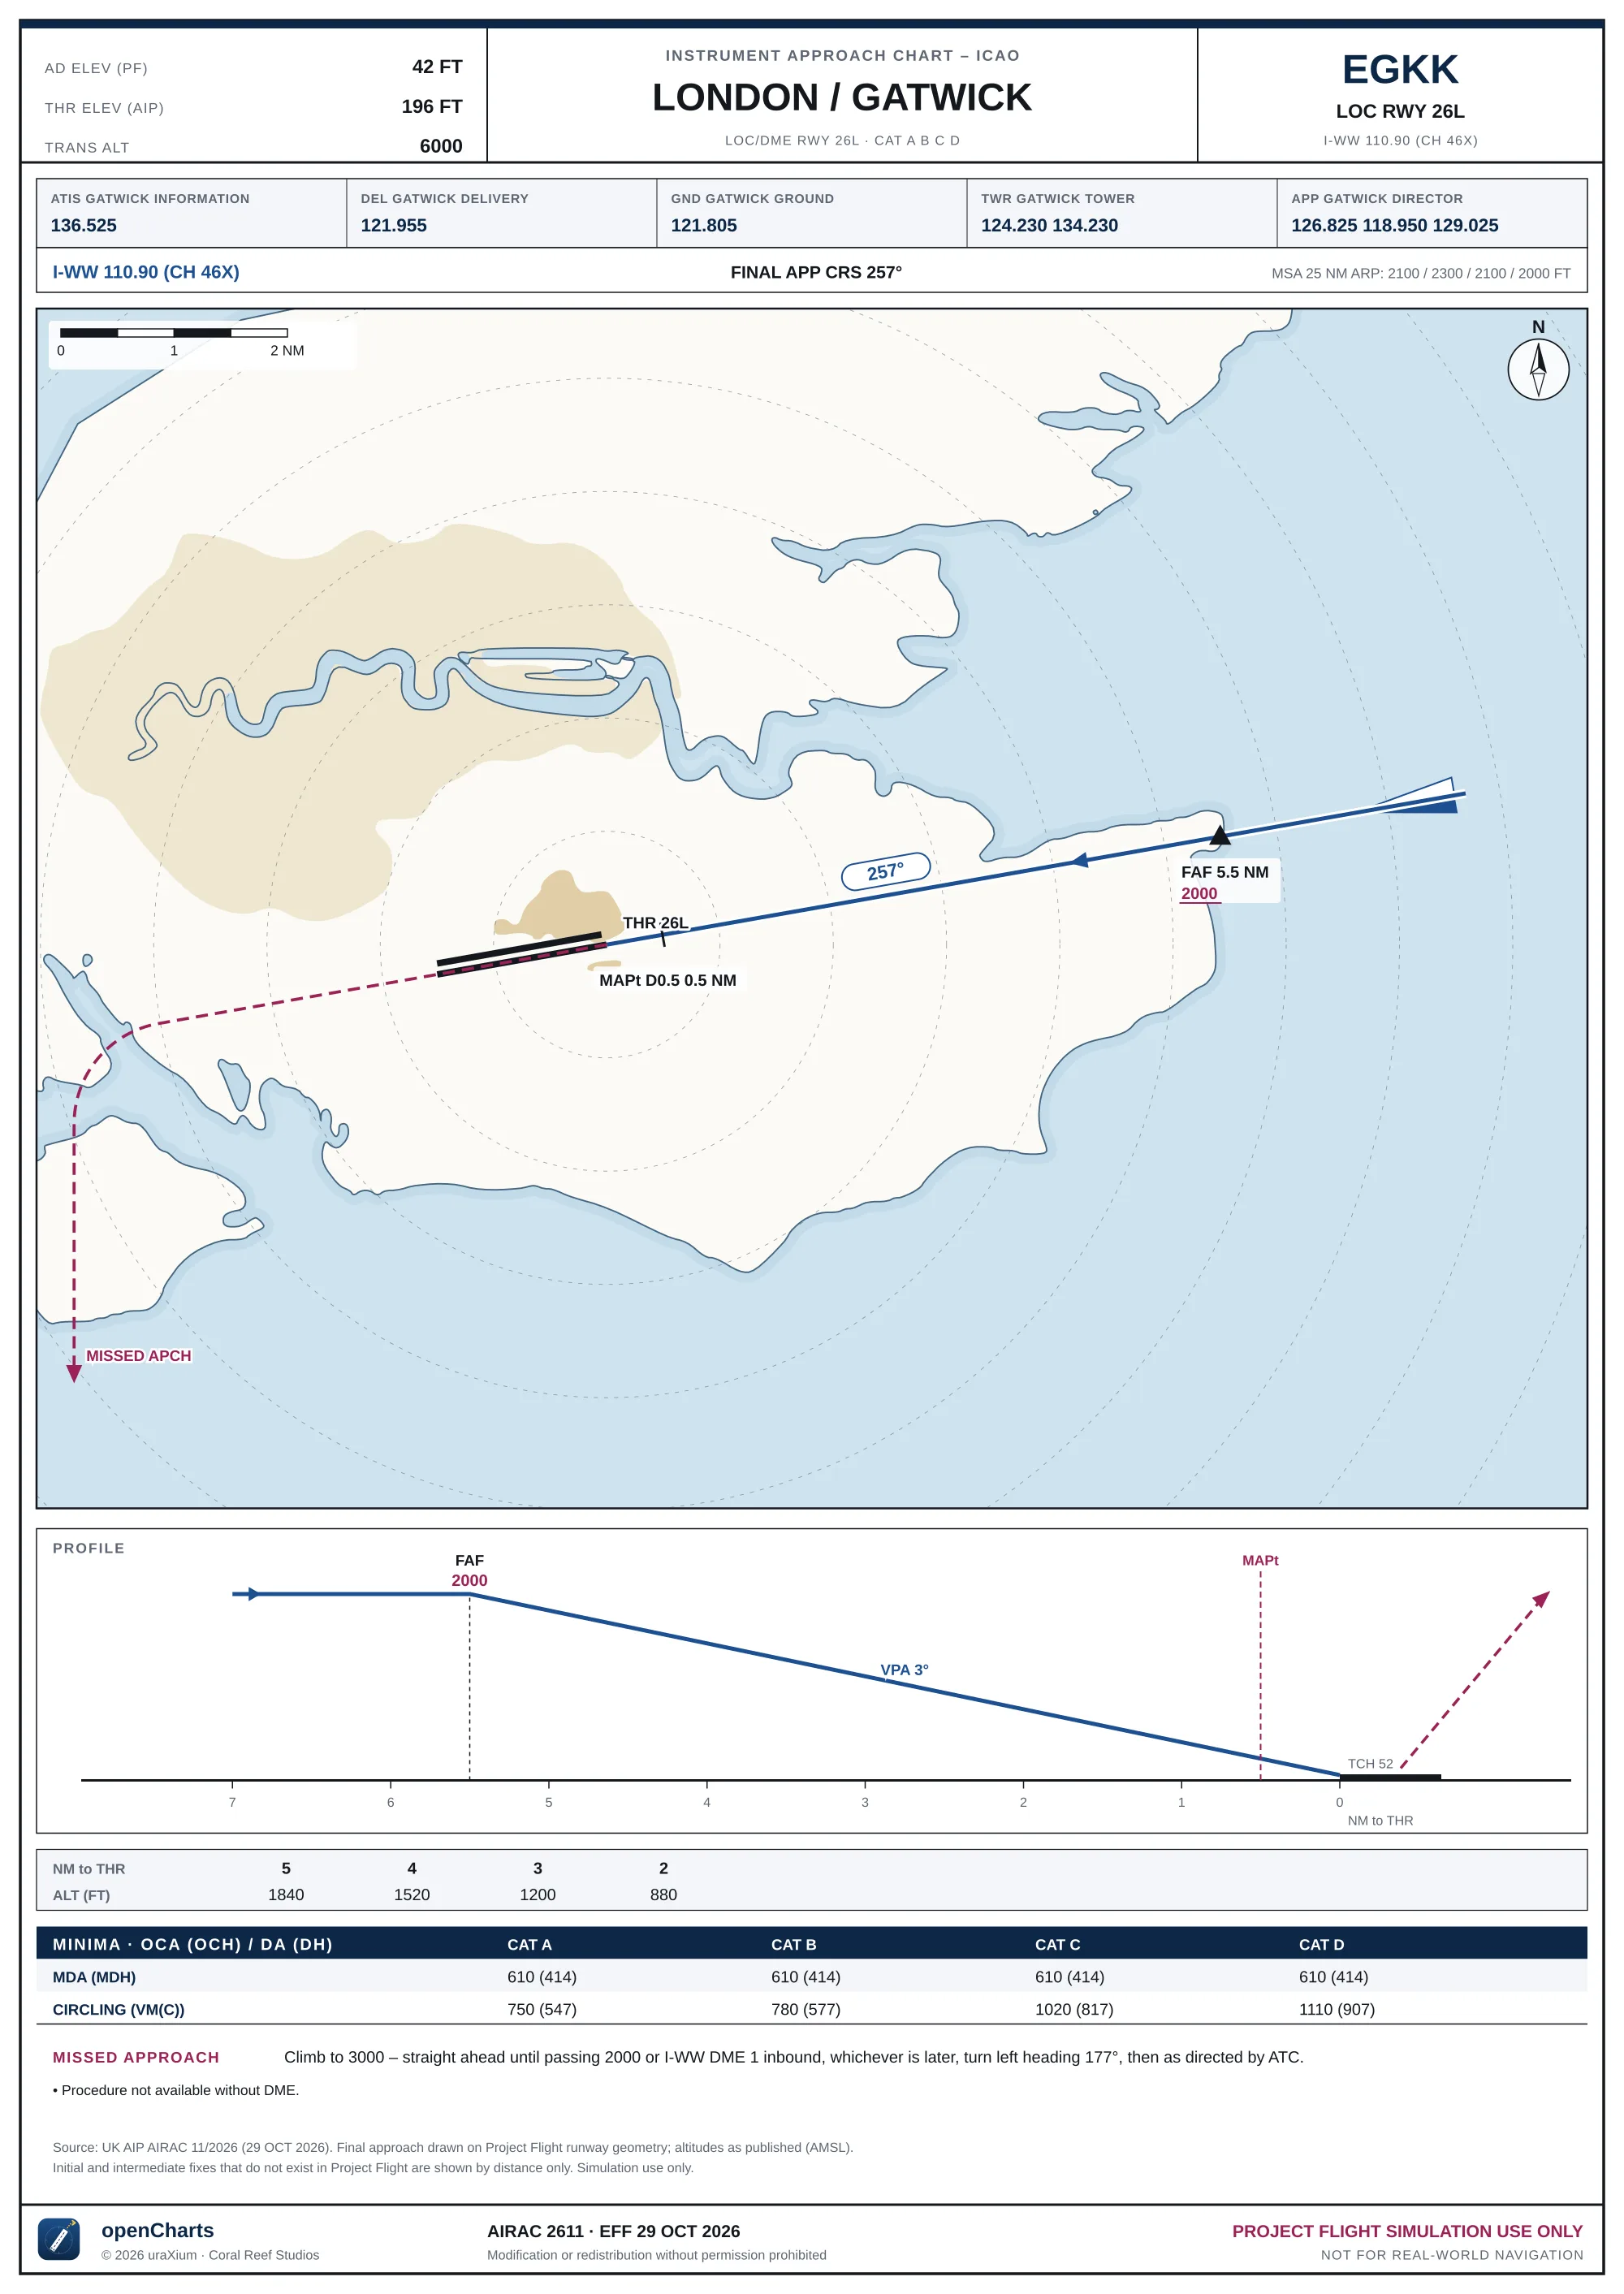 AD ELEV (PF) 42 FT
THR ELEV (AIP) 196 FT
TRANS ALT 6000
INSTRUMENT APPROACH CHART – ICAO
LONDON / GATWICK
LOC/DME RWY 26L · CAT A B C D
EGKK
LOC RWY 26L
I-WW 110.90 (CH 46X)
ATIS GATWICK INFORMATION
136.525
DEL GATWICK DELIVERY
121.955
GND GATWICK GROUND
121.805
TWR GATWICK TOWER
124.230 134.230
APP GATWICK DIRECTOR
126.825 118.950 129.025
I-WW 110.90 (CH 46X)
FINAL APP CRS 257°
MSA 25 NM ARP: 2100 / 2300 / 2100 / 2000 FT
0 1 2 NM
N
257°
FAF 5.5 NM
2000
THR 26L
MAPt D0.5 0.5 NM
MISSED APCH
PROFILE
FAF
2000
MAPt
VPA 3°
TCH 52
7 6 5 4 3 2 1 0
NM to THR
NM to THR 5 4 3 2
ALT (FT) 1840 1520 1200 880
MINIMA · OCA (OCH) / DA (DH) CAT A CAT B CAT C CAT D
MDA (MDH) 610 (414) 610 (414) 610 (414) 610 (414)
CIRCLING (VM(C)) 750 (547) 780 (577) 1020 (817) 1110 (907)
MISSED APPROACH Climb to 3000 – straight ahead until passing 2000 or I-WW DME 1 inbound, whichever is later, turn left heading 177°, then as directed by ATC.
• Procedure not available without DME.
Source: UK AIP AIRAC 11/2026 (29 OCT 2026). Final approach drawn on Project Flight runway geometry; altitudes as published (AMSL).
Initial and intermediate fixes that do not exist in Project Flight are shown by distance only. Simulation use only.
openCharts
© 2026 uraXium · Coral Reef Studios
AIRAC 2611 · EFF 29 OCT 2026
Modification or redistribution without permission prohibited
PROJECT FLIGHT SIMULATION USE ONLY
NOT FOR REAL-WORLD NAVIGATION